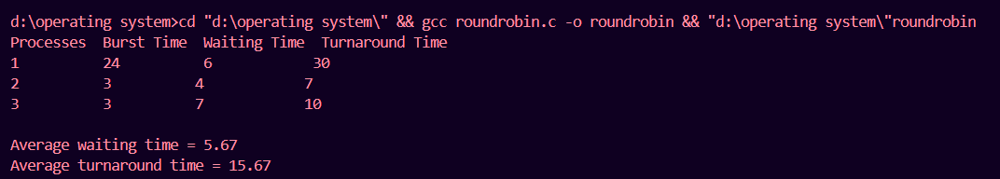 d:\operating system>cd "d:\operating system\" && gcc roundrobin.c -o roundrobin && "d:\operating system\"roundrobin
Processes  Burst Time  Waiting Time  Turnaround Time
1          24          6            30
2          3          4            7
3          3          7            10

Average waiting time = 5.67
Average turnaround time = 15.67